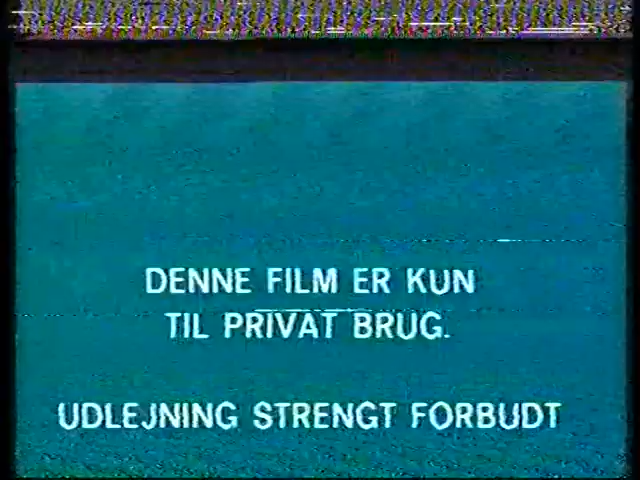 DENNE FILM ER KUN
TIL PRIVAT BRUG.
UDLEJNING STRENGT FORBUDT